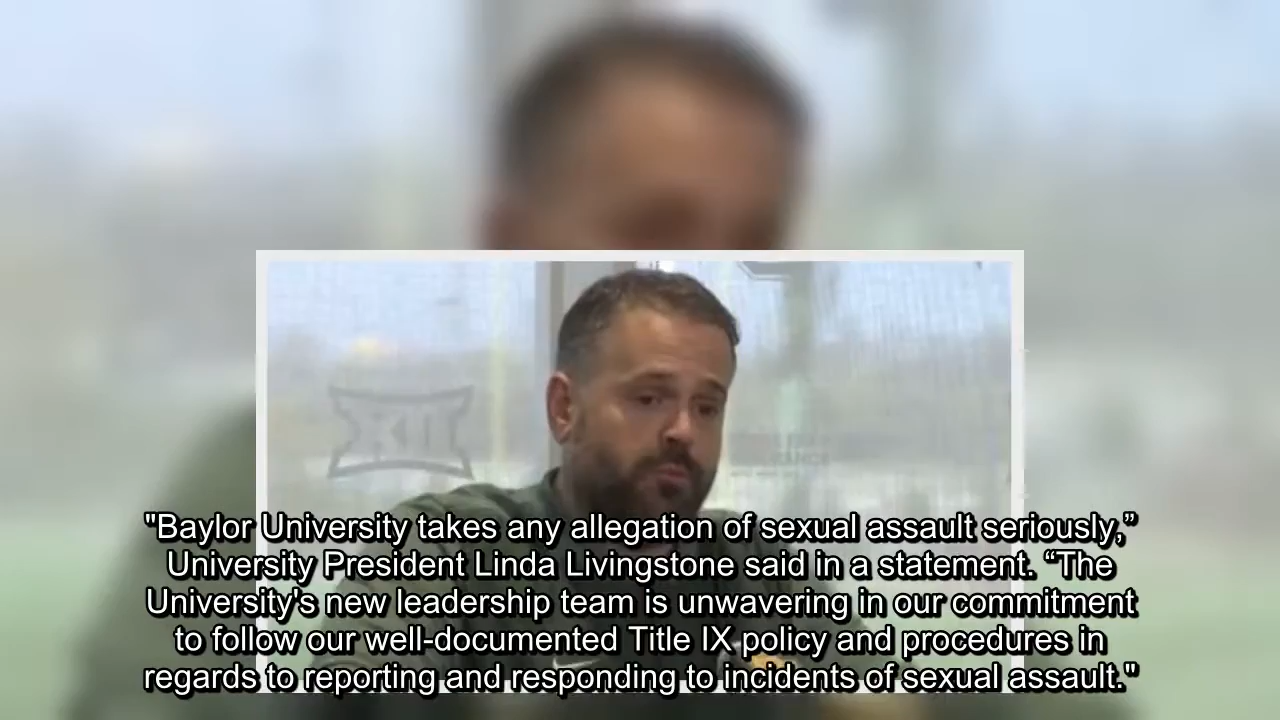 XII
"Baylor University takes any allegation of sexual assault seriously,”
University President Linda Livingstone said in a statement. “The
University's new leadership team is unwavering in our commitment
to follow our well-documented Title IX policy and procedures in
regards to reporting and responding to incidents of sexual assault."